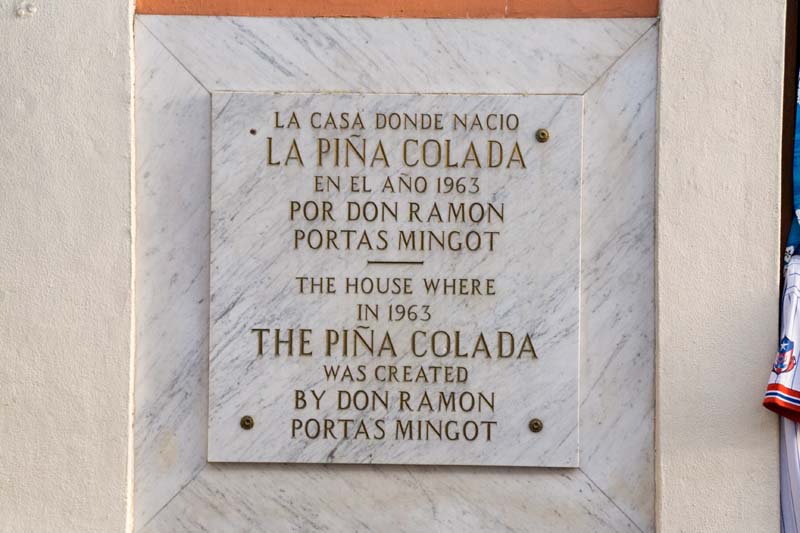 LA CASA DONDE NACIO
LA PIÑA COLADA
EN EL AÑO 1963
POR DON RAMON
PORTAS MINGOT
THE HOUSE WHERE
IN 1963
THE PIÑA COLADA
WAS CREATED
BY DON RAMON
PORTAS MINGOT